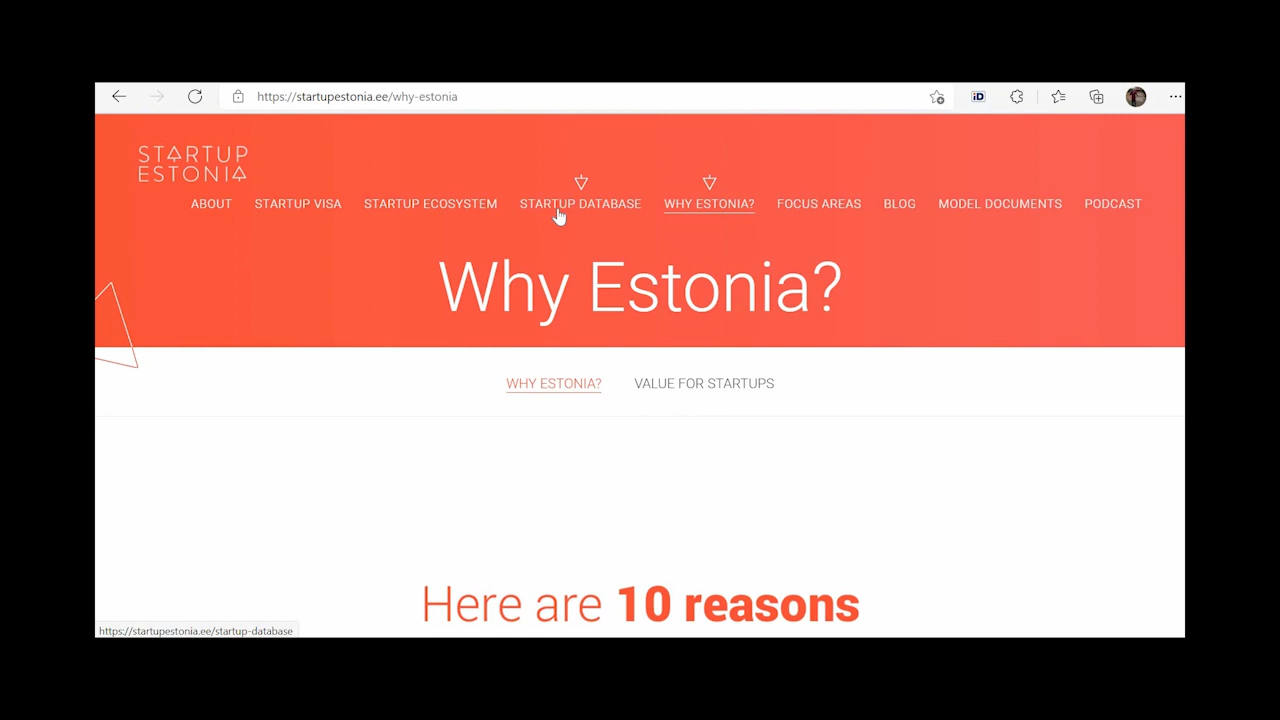 https://startupestonia.ee/why-estonia
iD
STARTUP
ESTONIA
ABOUT STARTUP VISA STARTUP ECOSYSTEM STARTUP DATABASE WHY ESTONIA? FOCUS AREAS BLOG MODEL DOCUMENTS PODCAST
Why Estonia?
WHY ESTONIA? VALUE FOR STARTUPS
Here are 10 reasons
https://startupestonia.ee/startup-database